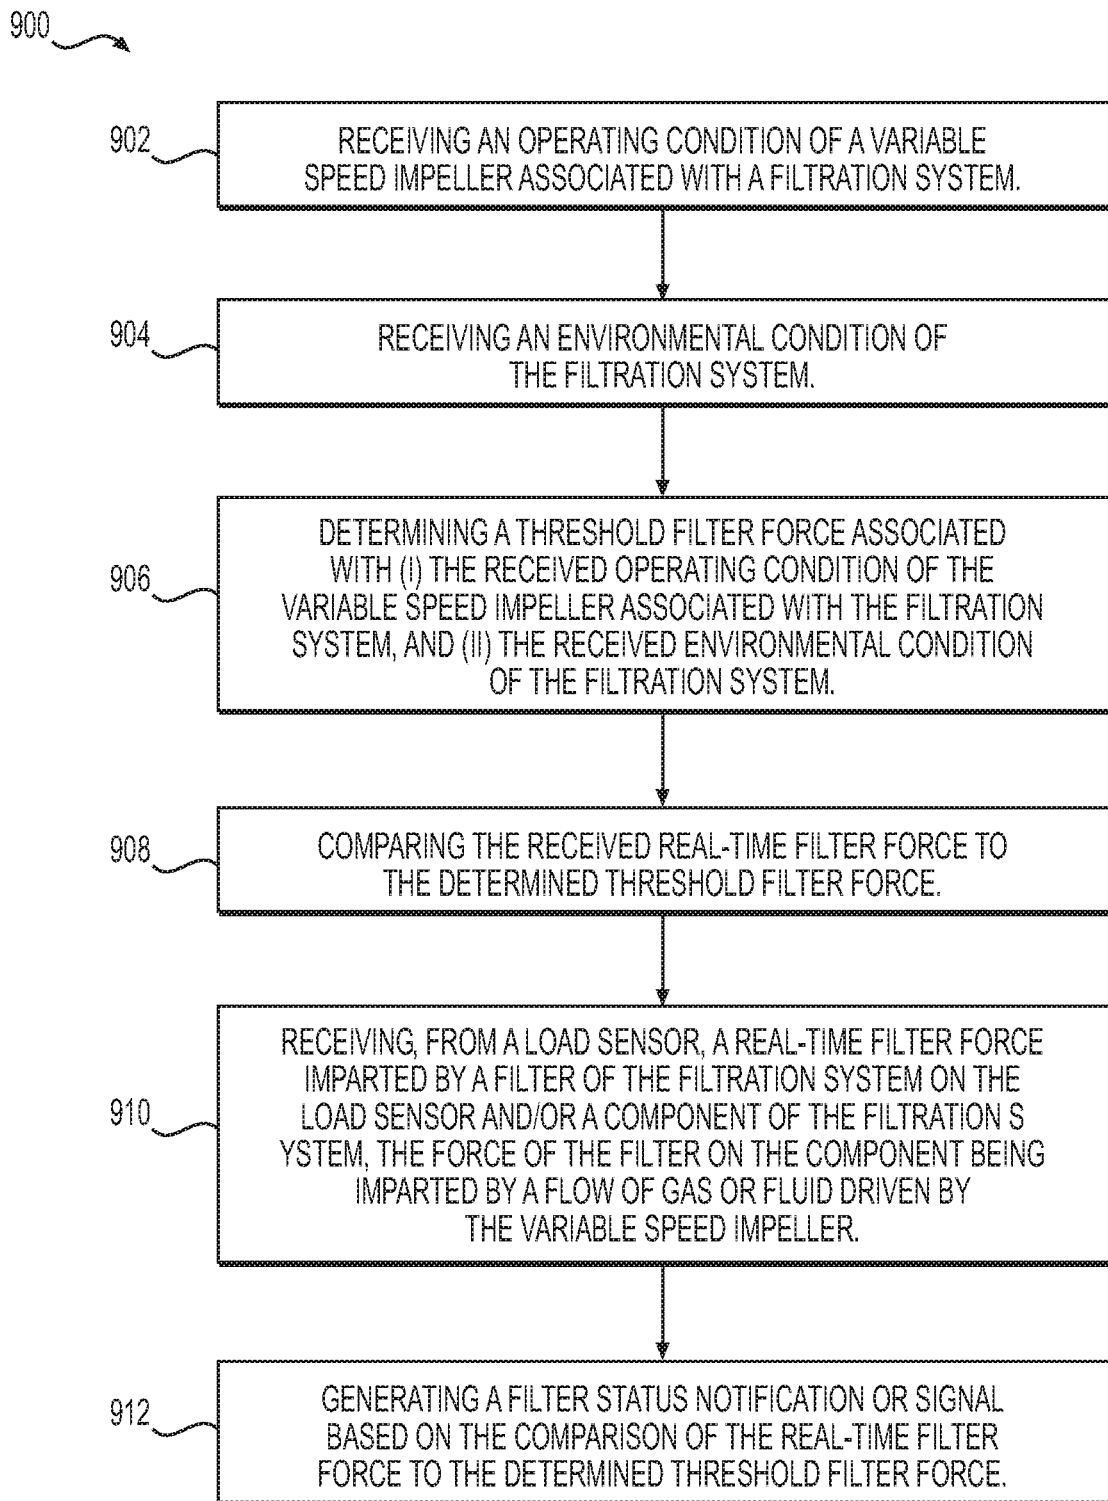 900
902
RECEIVING AN OPERATING CONDITION OF A VARIABLE
SPEED IMPELLER ASSOCIATED WITH A FILTRATION SYSTEM.
904
RECEIVING AN ENVIRONMENTAL CONDITION OF
THE FILTRATION SYSTEM.
906
DETERMINING A THRESHOLD FILTER FORCE ASSOCIATED
WITH (I) THE RECEIVED OPERATING CONDITION OF THE
VARIABLE SPEED IMPELLER ASSOCIATED WITH THE FILTRATION
SYSTEM, AND (II) THE RECEIVED ENVIRONMENTAL CONDITION
OF THE FILTRATION SYSTEM.
908
COMPARING THE RECEIVED REAL-TIME FILTER FORCE TO
THE DETERMINED THRESHOLD FILTER FORCE.
910
RECEIVING, FROM A LOAD SENSOR, A REAL-TIME FILTER FORCE
IMPARTED BY A FILTER OF THE FILTRATION SYSTEM ON THE
LOAD SENSOR AND/OR A COMPONENT OF THE FILTRATION S
YSTEM, THE FORCE OF THE FILTER ON THE COMPONENT BEING
IMPARTED BY A FLOW OF GAS OR FLUID DRIVEN BY
THE VARIABLE SPEED IMPELLER.
912
GENERATING A FILTER STATUS NOTIFICATION OR SIGNAL
BASED ON THE COMPARISON OF THE REAL-TIME FILTER
FORCE TO THE DETERMINED THRESHOLD FILTER FORCE.